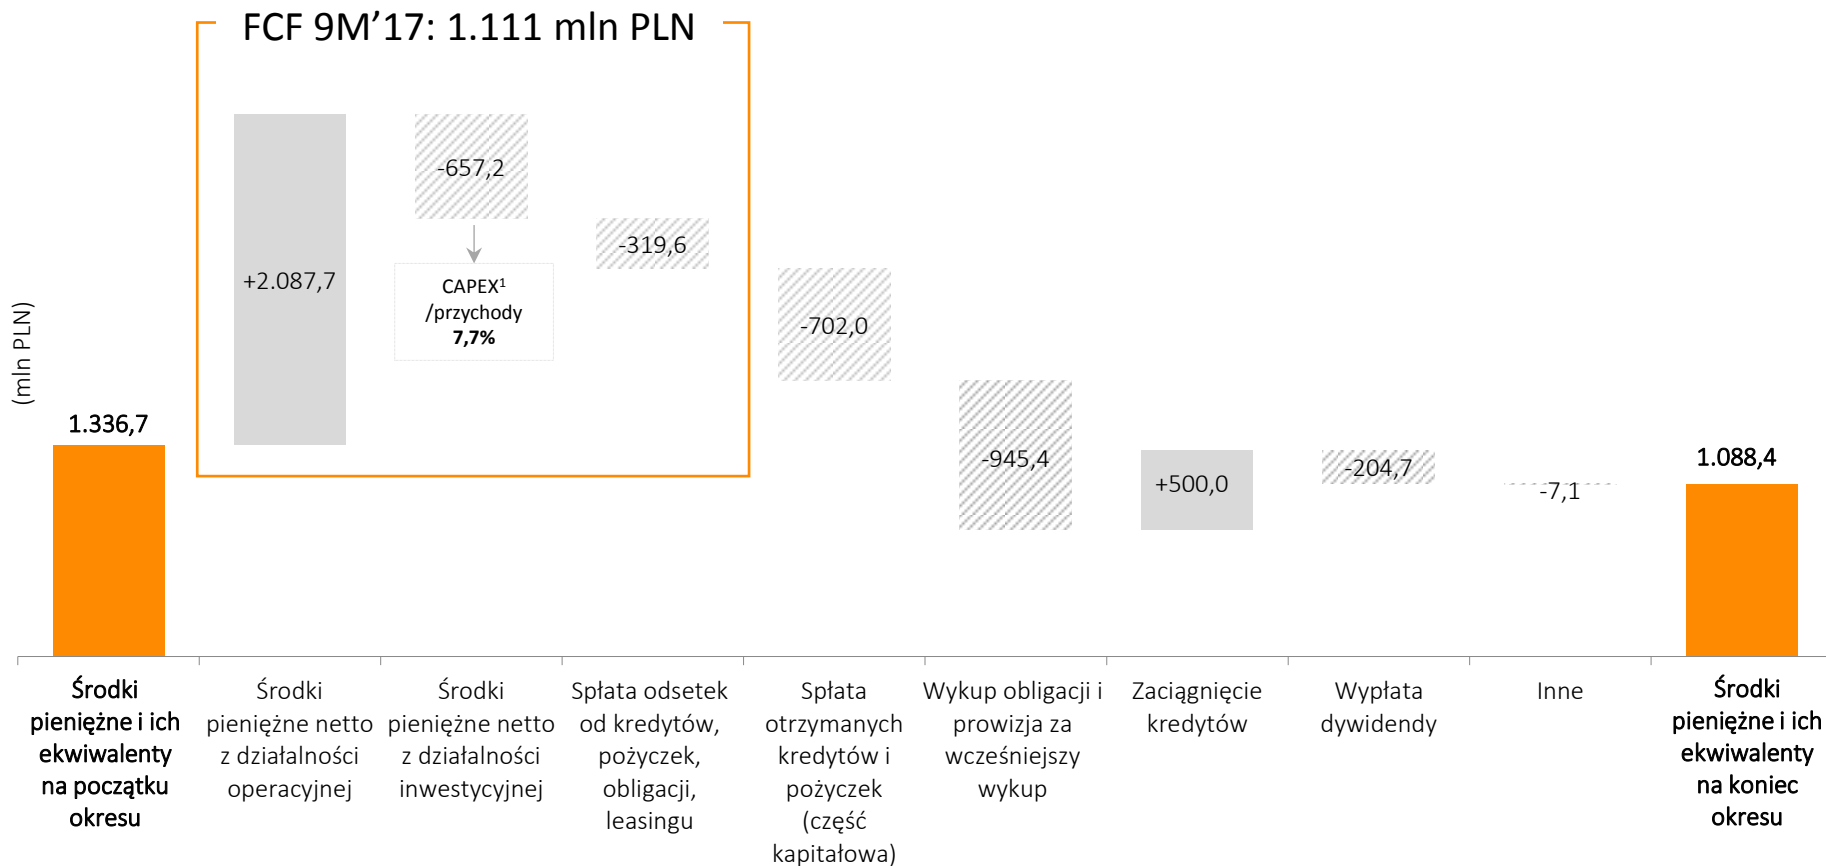 FCF 9M’17: 1.111 mln PLN
(mln PLN)
1.336,7
+2.087,7
-657,2
CAPEX¹
/przychody
7,7%
-319,6
-702,0
-945,4
+500,0
-204,7
-7,1
1.088,4
Środki
pieniężne i ich
ekwiwalenty
na początku
okresu
Środki
pieniężne netto
z działalności
operacyjnej
Środki
pieniężne netto
z działalności
inwestycyjnej
Spłata odsetek
od kredytów,
pożyczek,
obligacji,
leasingu
Spłata
otrzymanych
kredytów i
pożyczek
(część
kapitałowa)
Wykup obligacji i
prowizja za
wcześniejszy
wykup
Zaciągnięcie
kredytów
Wypłata
dywidendy
Inne
Środki
pieniężne i ich
ekwiwalenty
na koniec
okresu